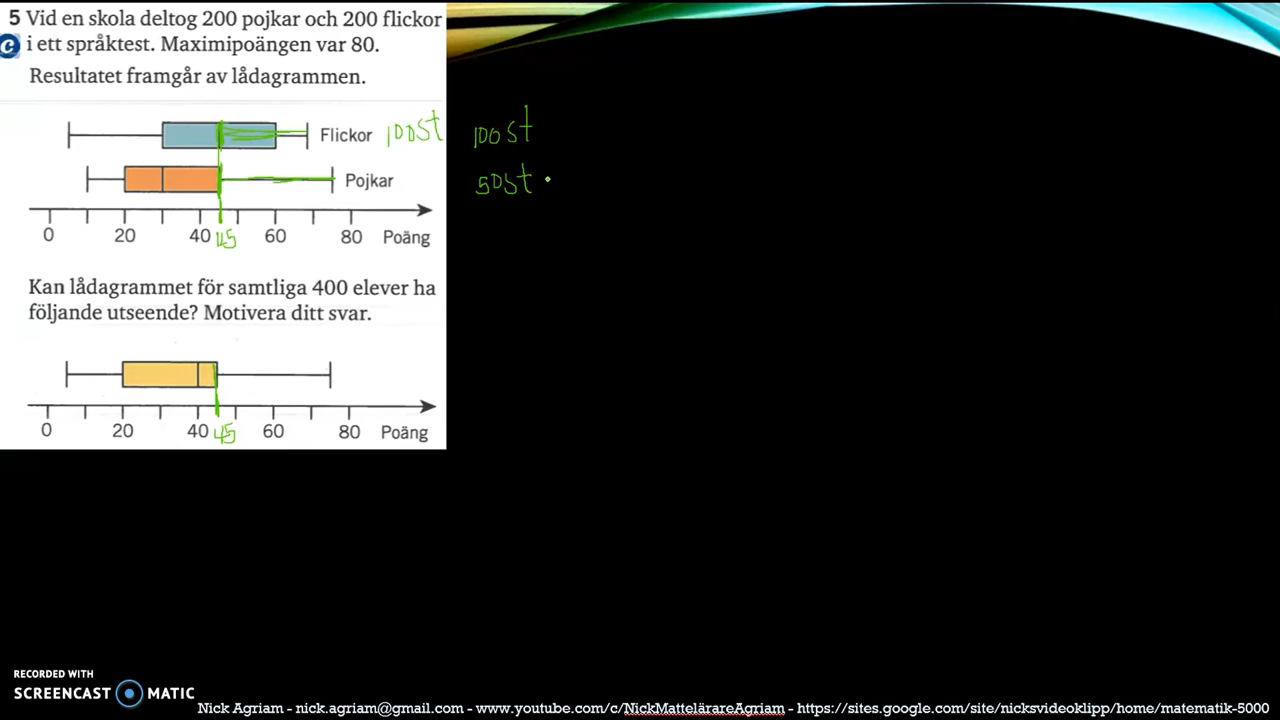 5 Vid en skola deltog 200 pojkar och 200 flickor
C i ett språktest. Maximipoängen var 80.
Resultatet framgår av lådagrammen.
Flickor 100st 100st
Pojkar 50st
0 20 40 60 80 Poäng
45
Kan lådagrammet för samtliga 400 elever ha
följande utseende? Motivera ditt svar.
0 20 40 60 80 Poäng
45
RECORDED WITH
SCREENCAST MATIC
Nick Agriam - nick.agriam@gmail.com - www.youtube.com/c/NickMattelärareAgriam - https://sites.google.com/site/nicksvideoklipp/home/matematik-5000